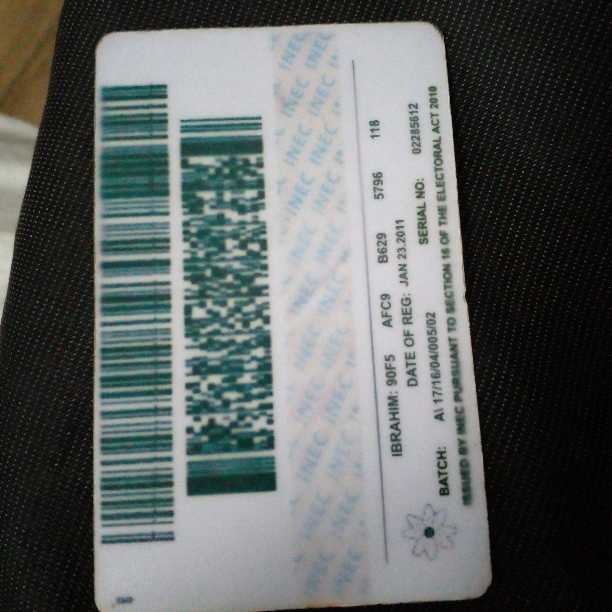 INEC INEC INEC INEC INEC INEC INEC
INEC INEC INEC INEC INEC INEC INEC
INEC INEC INEC INEC INEC INEC INEC
IBRAHIM: 90F5 AFC9 B629 5796 118
DATE OF REG: JAN 23.2011
BATCH: A\ 17/16/04/005/02 SERIAL NO: 02285612
ISSUED BY INEC PURSUANT TO SECTION 16 OF THE ELECTORAL ACT 2010